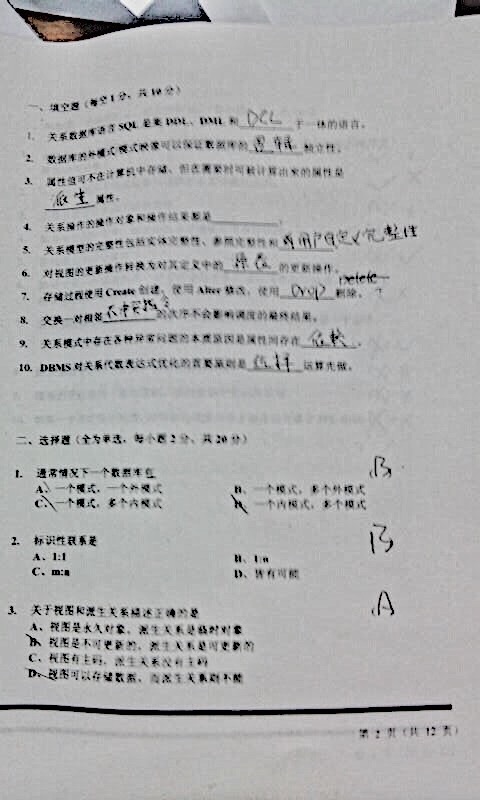 一、填空题（每空1分，共10分）
1. 关系数据库语言SQL是集DDL、DML和 DCL 于一体的语言。
2. 数据库的外模式/模式映像可以保证数据库的 逻辑 独立性。
3. 属性值可不在计算机中存储，但在需要时可被计算出来的属性是
派生 属性。
4. 关系操作的操作对象和操作结果都是
5. 关系模型的完整性包括实体完整性、参照完整性和 用户自定义完整性
6. 对视图的更新操作转换为对其定义中的 的更新操作。
Delete
7. 存储过程使用Create创建，使用Alter修改，使用 Drop 删除。
8. 交换一对相邻 的次序不会影响调度的最终结果。
9. 关系模式中存在各种异常问题的本质原因是属性间存在 依赖 。
10. DBMS对关系代数表达式优化的首要原则是 选择 运算先做。
二、选择题（全为单选，每小题2分，共20分）
1. 通常情况下一个数据库包 B
A、一个模式，一个外模式 B、一个模式，多个外模式
C、一个模式，多个内模式 D、一个内模式，多个模式
2. 标识性联系是 B
A、1:1 B、1:n
C、m:n D、皆有可能
3. 关于视图和派生关系描述正确的是 A
A、视图是永久对象，派生关系是临时对象
B、视图是不可更新的，派生关系是可更新的
C、视图有主码，派生关系没有主码
D、视图可以存储数据，而派生关系则不能
第 2 页（共 12 页）